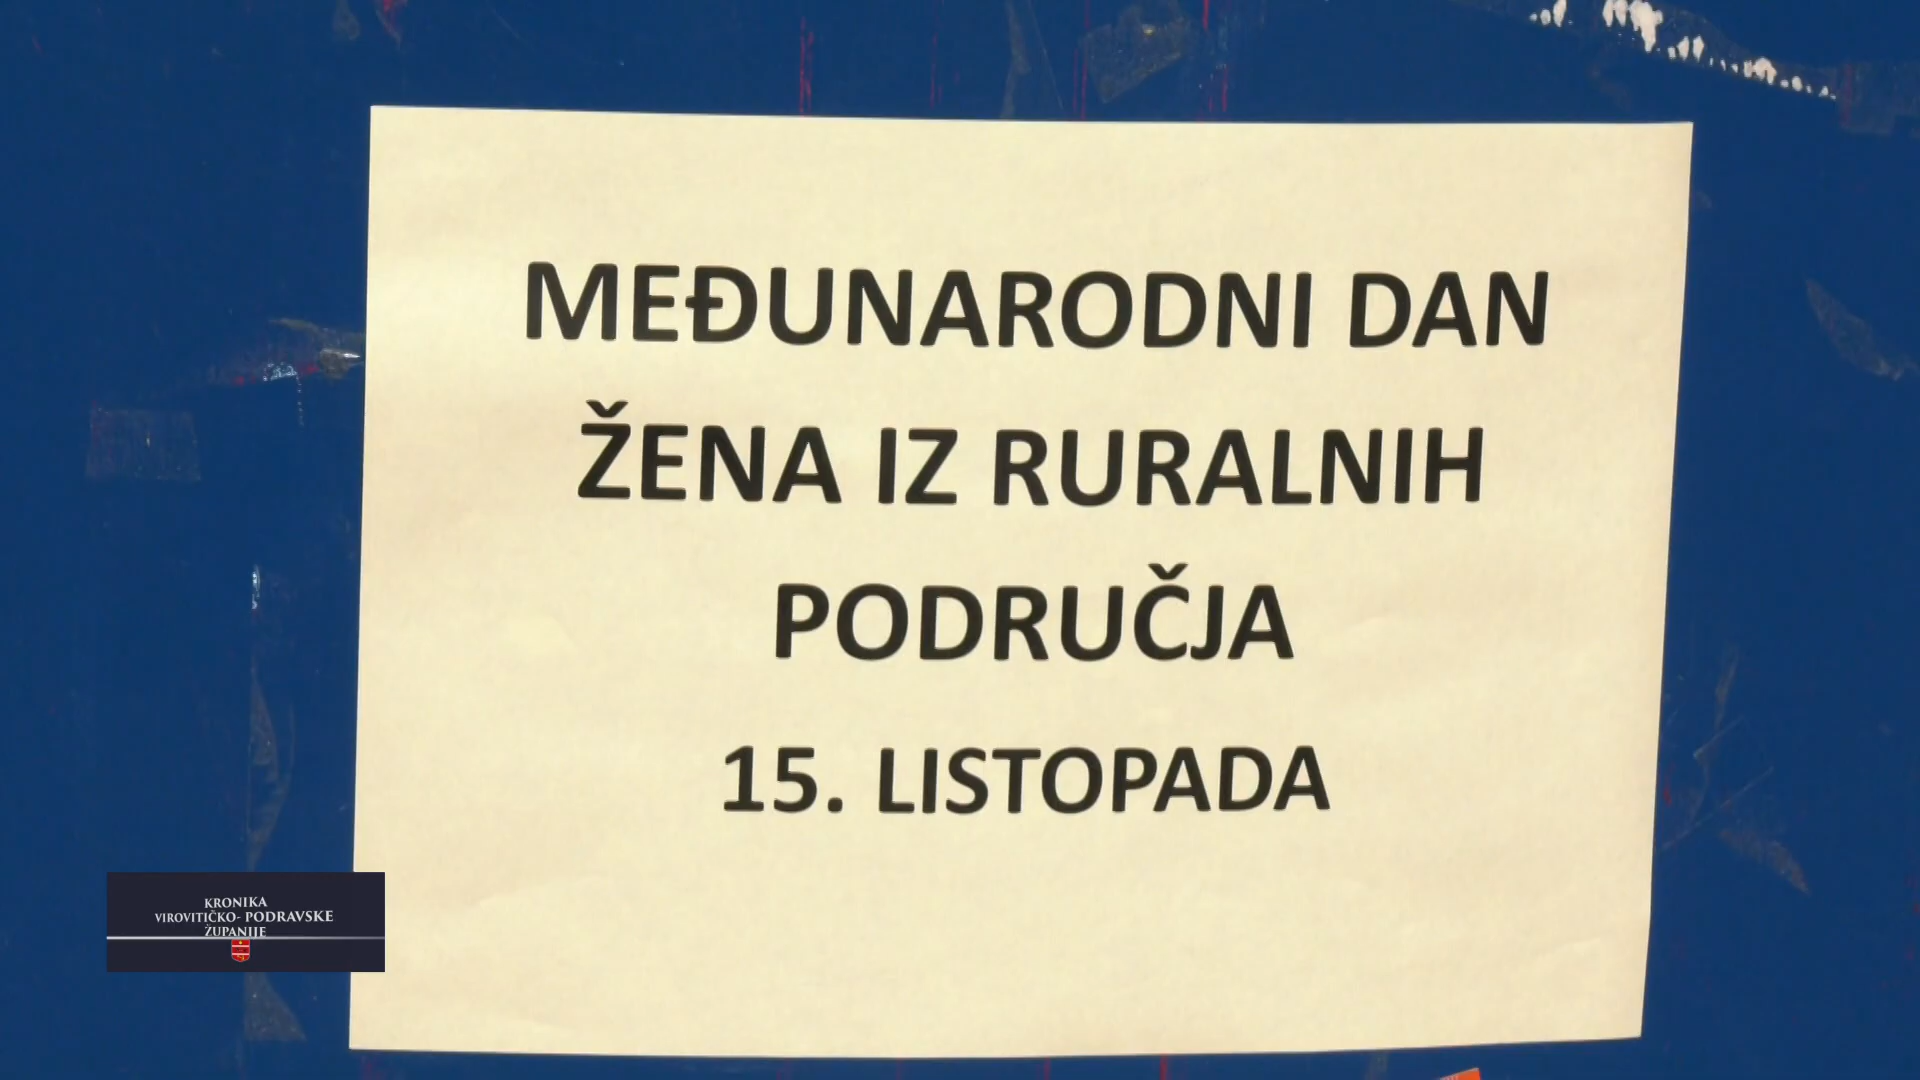 MEĐUNARODNI DAN
ŽENA IZ RURALNIH
PODRUČJA
15. LISTOPADA
KRONIKA
VIROVITIČKO- PODRAVSKE
ŽUPANIJE